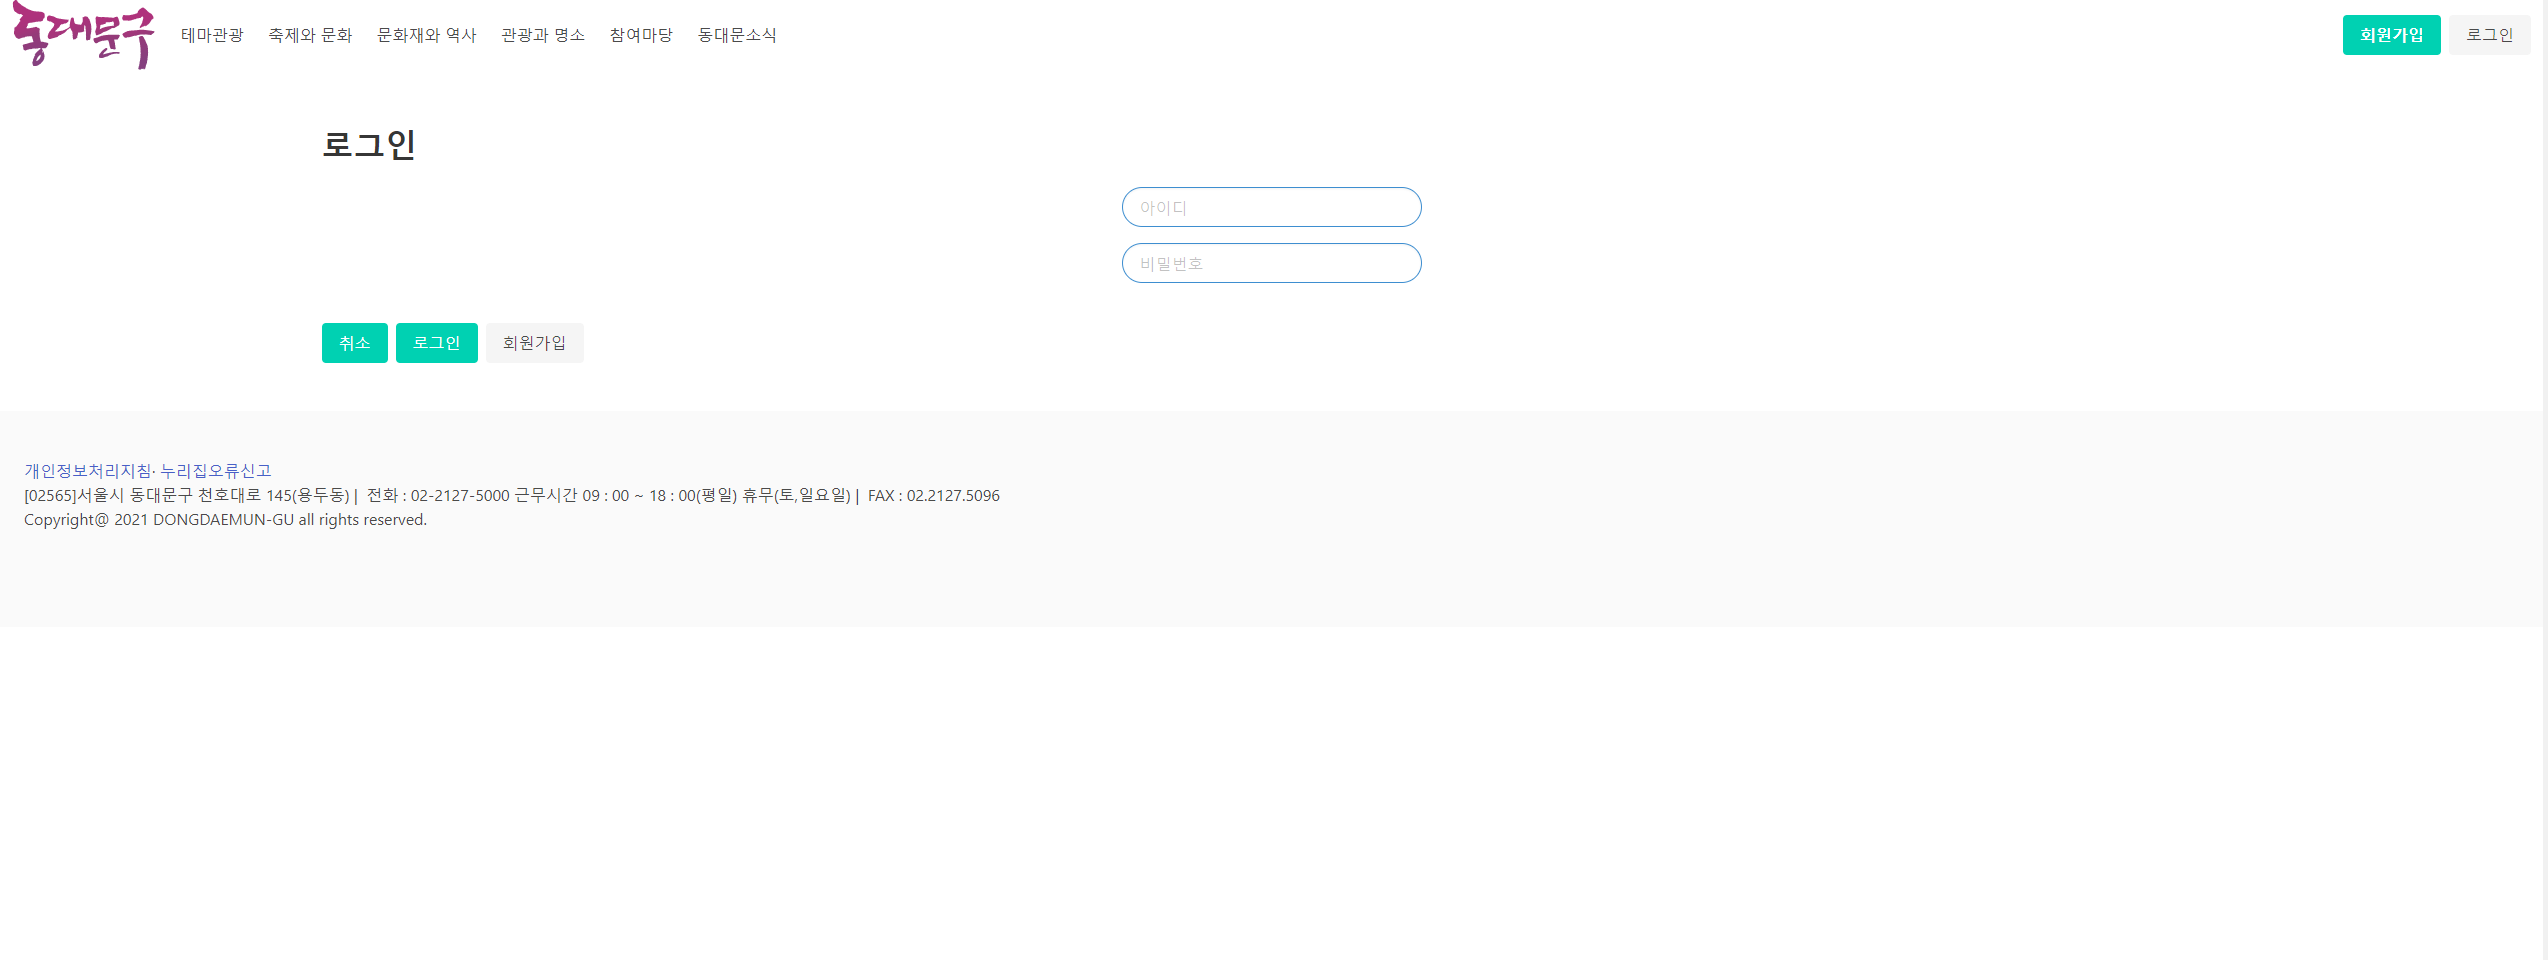 동대문구 테마관광 축제와 문화 문화재와 역사 관광과 명소 참여마당 동대문소식 회원가입 로그인
로그인
아이디
비밀번호
취소 로그인 회원가입
개인정보처리지침· 누리집오류신고
[02565]서울시 동대문구 천호대로 145(용두동) | 전화 : 02-2127-5000 근무시간 09 : 00 ~ 18 : 00(평일) 휴무(토,일요일) | FAX : 02.2127.5096
Copyright@ 2021 DONGDAEMUN-GU all rights reserved.